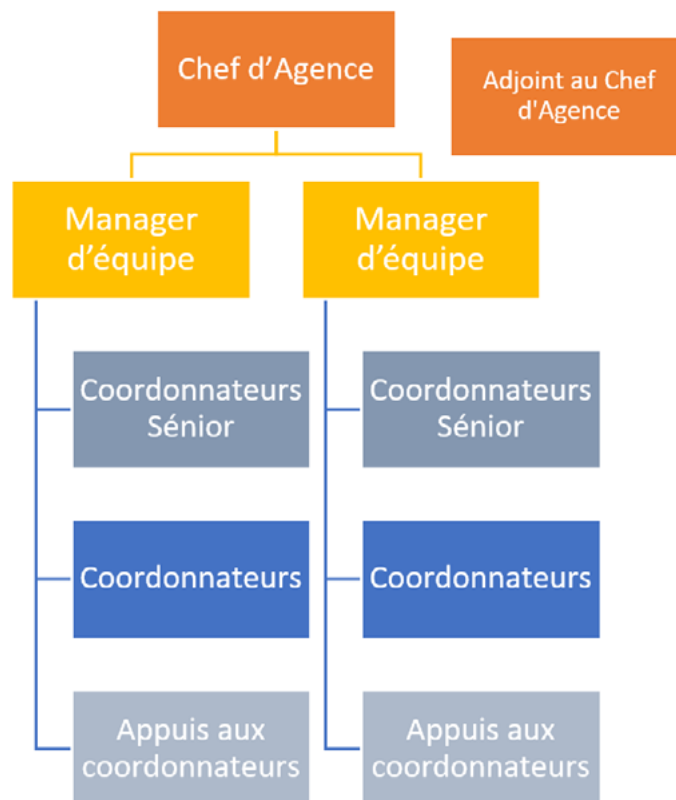 Chef d’Agence
Adjoint au Chef
d'Agence
Manager
d’équipe
Manager
d’équipe
Coordonnateurs
Sénior
Coordonnateurs
Sénior
Coordonnateurs
Coordonnateurs
Appuis aux
coordonnateurs
Appuis aux
coordonnateurs